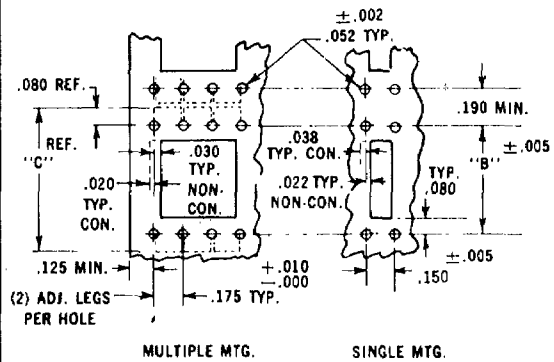 ±.002
.052 TYP.
.080 REF.
.190 MIN.
"C"
REF.
.030
TYP.
NON-
CON.
.038
TYP. CON.
±.005
"B"
.020
TYP.
CON.
.022 TYP.
NON-CON.
TYP.
.080
.125 MIN.
+.010
-.000
±.005
(2) ADJ. LEGS
PER HOLE
.175 TYP.
.150
MULTIPLE MTG.
SINGLE MTG.